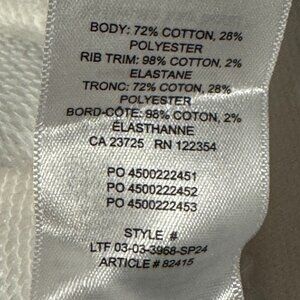 BODY: 72% COTTON, 28%
POLYESTER
RIB TRIM: 98% COTTON, 2%
ELASTANE
TRONC: 72% COTON, 28%
POLYESTER
BORD-CÔTE: 98% COTON, 2%
ÉLASTHANNE
CA 23725 RN 122354
PO 4500222451
PO 4500222452
PO 4500222453
STYLE #
LTF 03-03-3968-SP24
ARTICLE # 82415